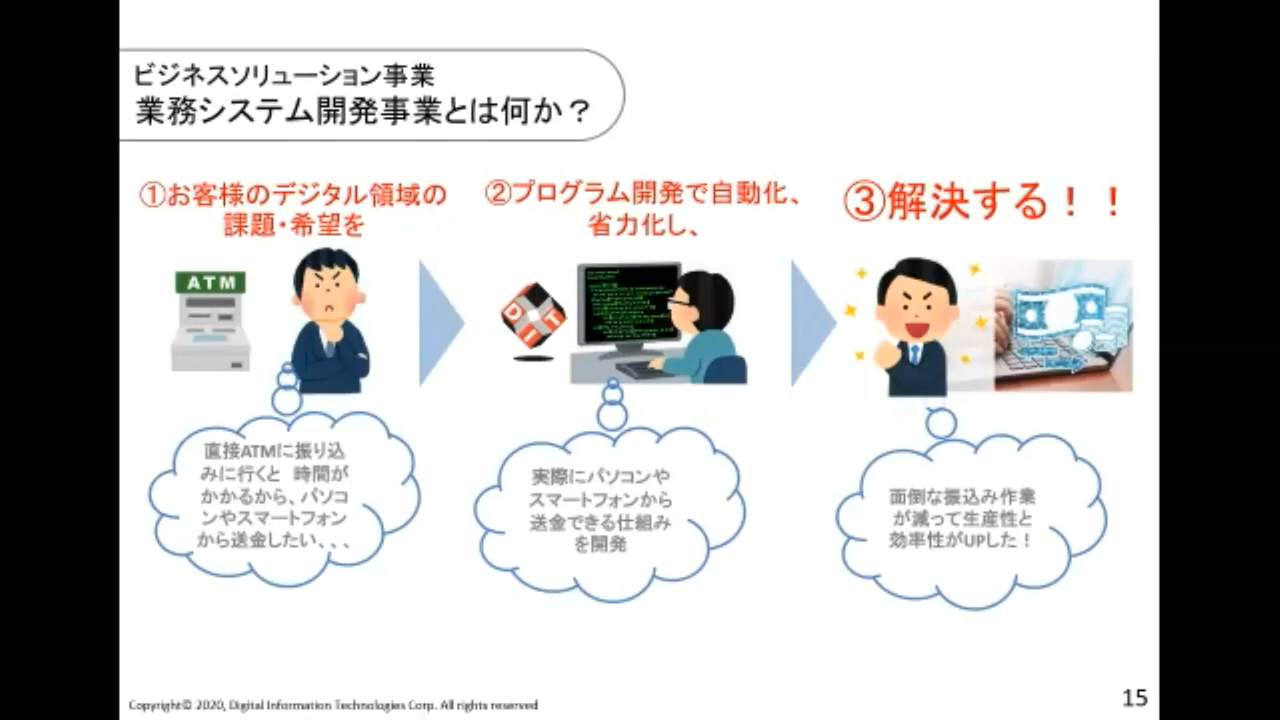 ビジネスソリューション事業
業務システム開発事業とは何か？
①お客様のデジタル領域の
課題・希望を
②プログラム開発で自動化、
省力化し、
③解決する！！
ATM
DIT
直接ATMに振り込
みに行くと　時間が
かかるから、パソコ
ンやスマートフォン
から送金したい、、、
実際にパソコンや
スマートフォンから
送金できる仕組み
を開発
面倒な振込み作業
が減って生産性と
効率性がUPした！
Copyright© 2020, Digital Information Technologies Corp. All rights reserved
15